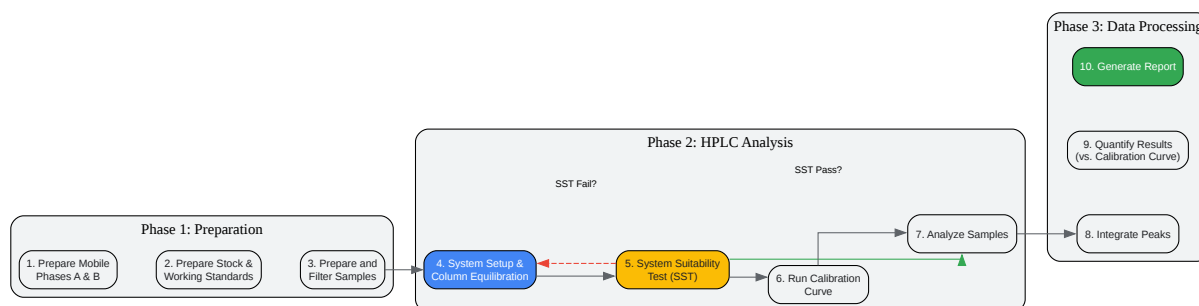 Phase 1: Preparation
1. Prepare Mobile
Phases A & B
2. Prepare Stock &
Working Standards
3. Prepare and
Filter Samples
Phase 2: HPLC Analysis
SST Fail?
SST Pass?
4. System Setup &
Column Equilibration
5. System Suitability
Test (SST)
6. Run Calibration
Curve
7. Analyze Samples
Phase 3: Data Processing
10. Generate Report
9. Quantify Results
(vs. Calibration Curve)
8. Integrate Peaks